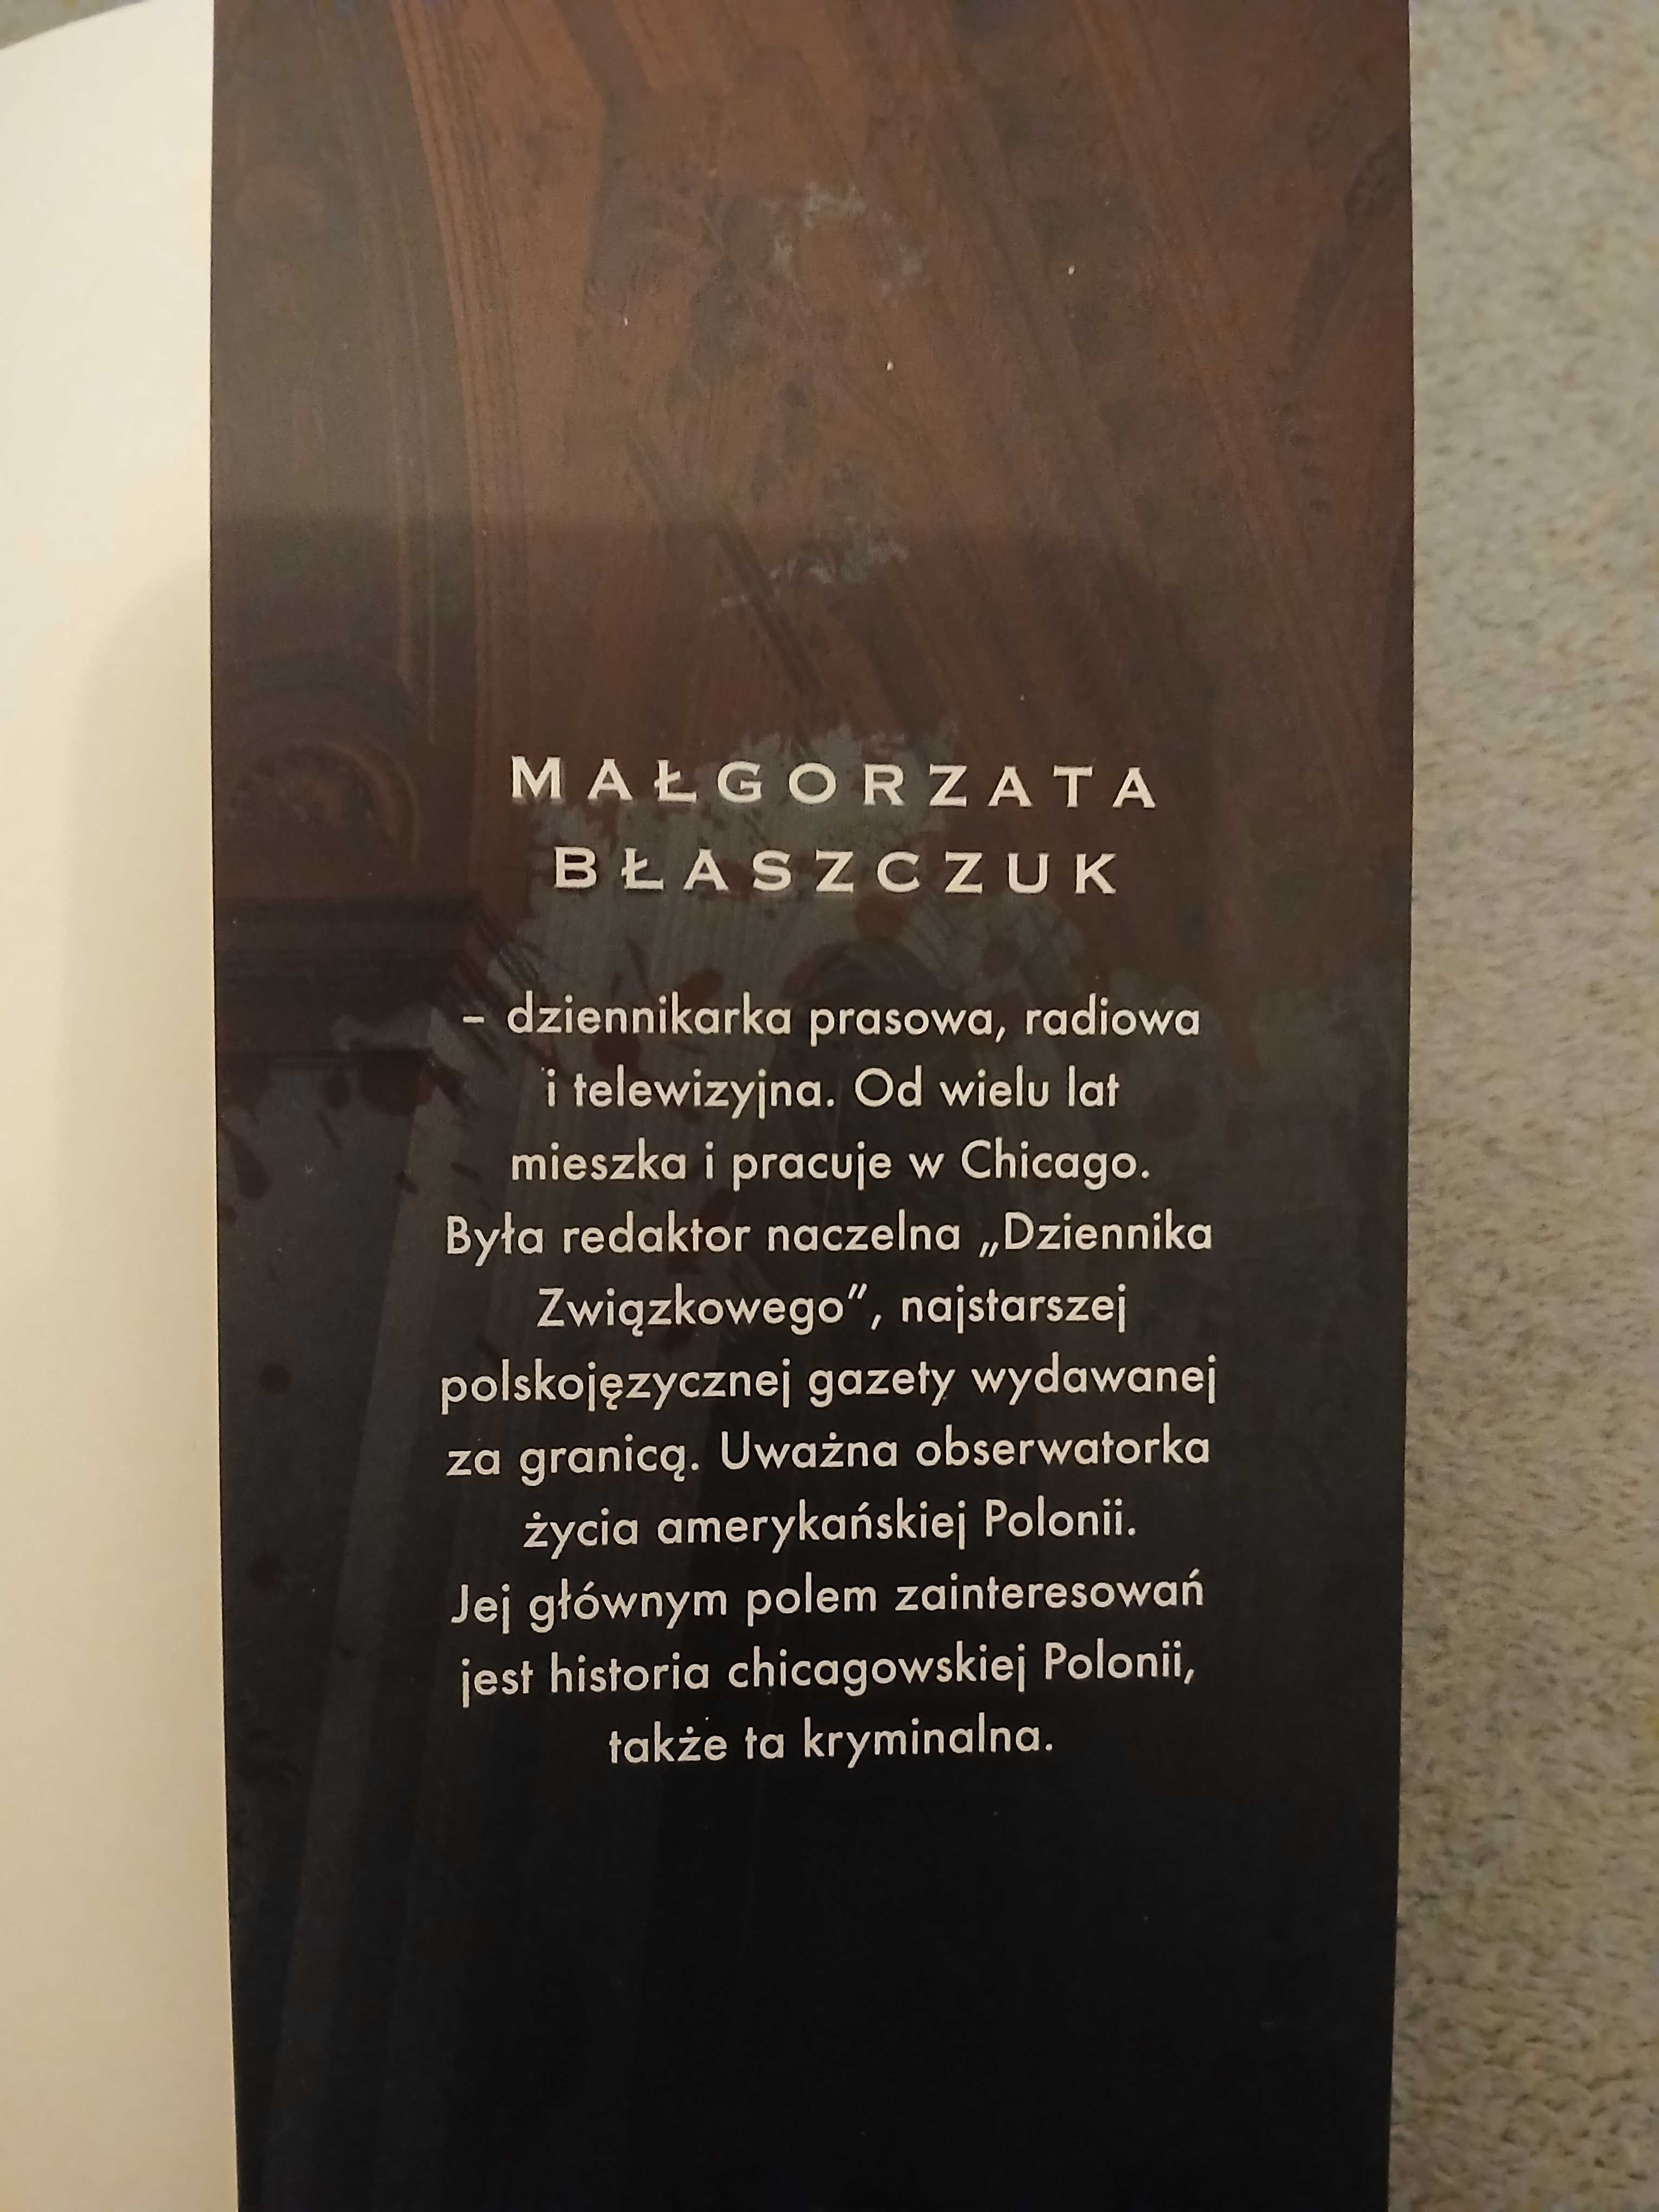 MAŁGORZATA
BŁASZCZUK
– dziennikarka prasowa, radiowa
i telewizyjna. Od wielu lat
mieszka i pracuje w Chicago.
Była redaktor naczelna „Dziennika
Związkowego”, najstarszej
polskojęzycznej gazety wydawanej
za granicą. Uważna obserwatorka
życia amerykańskiej Polonii.
Jej głównym polem zainteresowań
jest historia chicagowskiej Polonii,
także ta kryminalna.